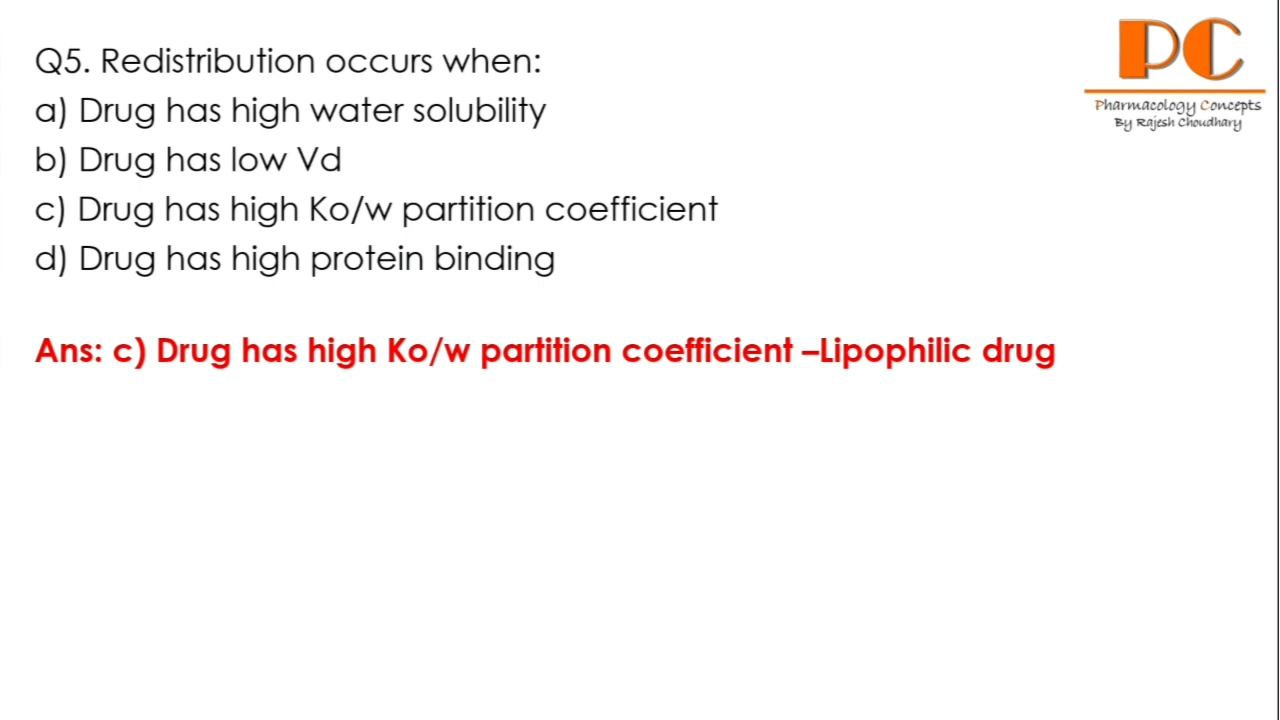 Q5. Redistribution occurs when:
a) Drug has high water solubility
b) Drug has low Vd
c) Drug has high Ko/w partition coefficient
d) Drug has high protein binding
Ans: c) Drug has high Ko/w partition coefficient –Lipophilic drug
PC
Pharmacology Concepts
By Rajesh Choudhary